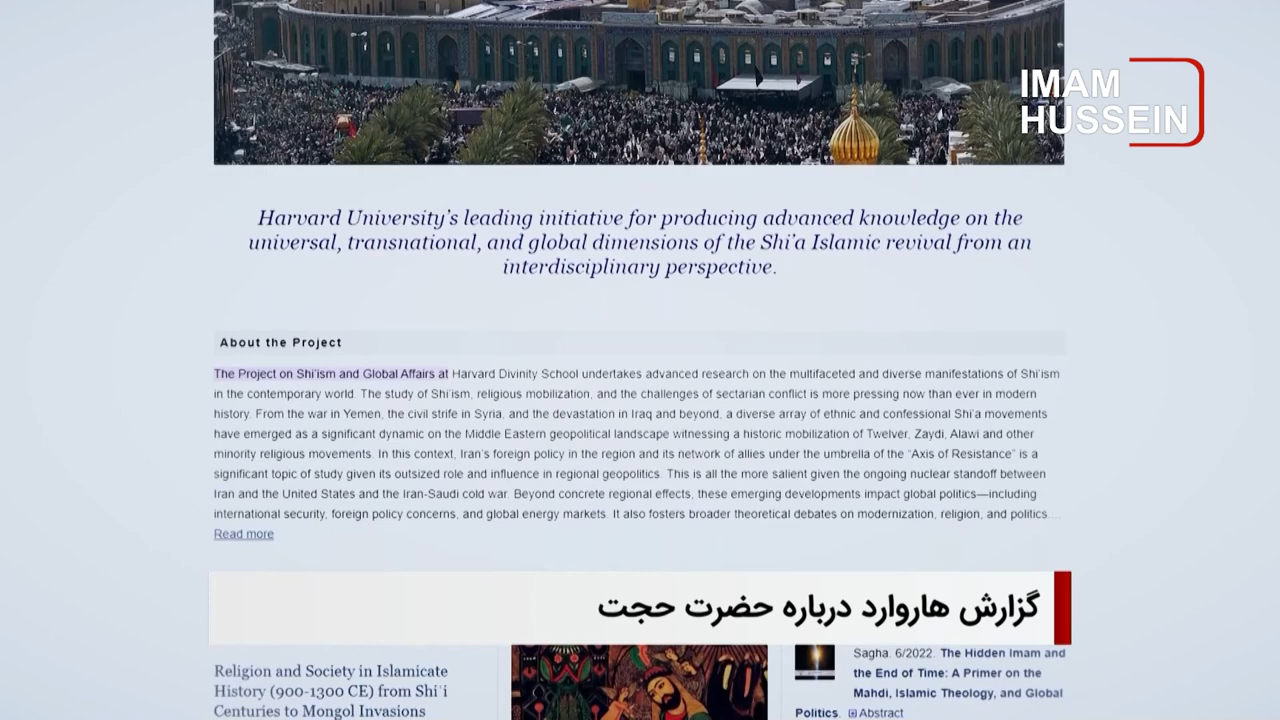 IMAM
HUSSEIN
Harvard University's leading initiative for producing advanced knowledge on the
universal, transnational, and global dimensions of the Shi'a Islamic revival from an
interdisciplinary perspective.
About the Project
The Project on Shi'ism and Global Affairs at Harvard Divinity School undertakes advanced research on the multifaceted and diverse manifestations of Shi'ism
in the contemporary world. The study of Shi'ism, religious mobilization, and the challenges of sectarian conflict is more pressing now than ever in modern
history. From the war in Yemen, the civil strife in Syria, and the devastation in Iraq and beyond, a diverse array of ethnic and confessional Shi'a movements
have emerged as a significant dynamic on the Middle Eastern geopolitical landscape witnessing a historic mobilization of Twelver, Zaydi, Alawi and other
minority religious movements. In this context, Iran's foreign policy in the region and its network of allies under the umbrella of the "Axis of Resistance" is a
significant topic of study given its outsized role and influence in regional geopolitics. This is all the more salient given the ongoing nuclear standoff between
Iran and the United States and the Iran-Saudi cold war. Beyond concrete regional effects, these emerging developments impact global politics—including
international security, foreign policy concerns, and global energy markets. It also fosters broader theoretical debates on modernization, religion, and politics....
Read more
گزارش هاروارد درباره حضرت حجت
Religion and Society in Islamicate
History (900-1300 CE) from Shi'i
Centuries to Mongol Invasions
Sagha. 6/2022. The Hidden Imam and
the End of Time: A Primer on the
Mahdi, Islamic Theology, and Global
Politics. Abstract